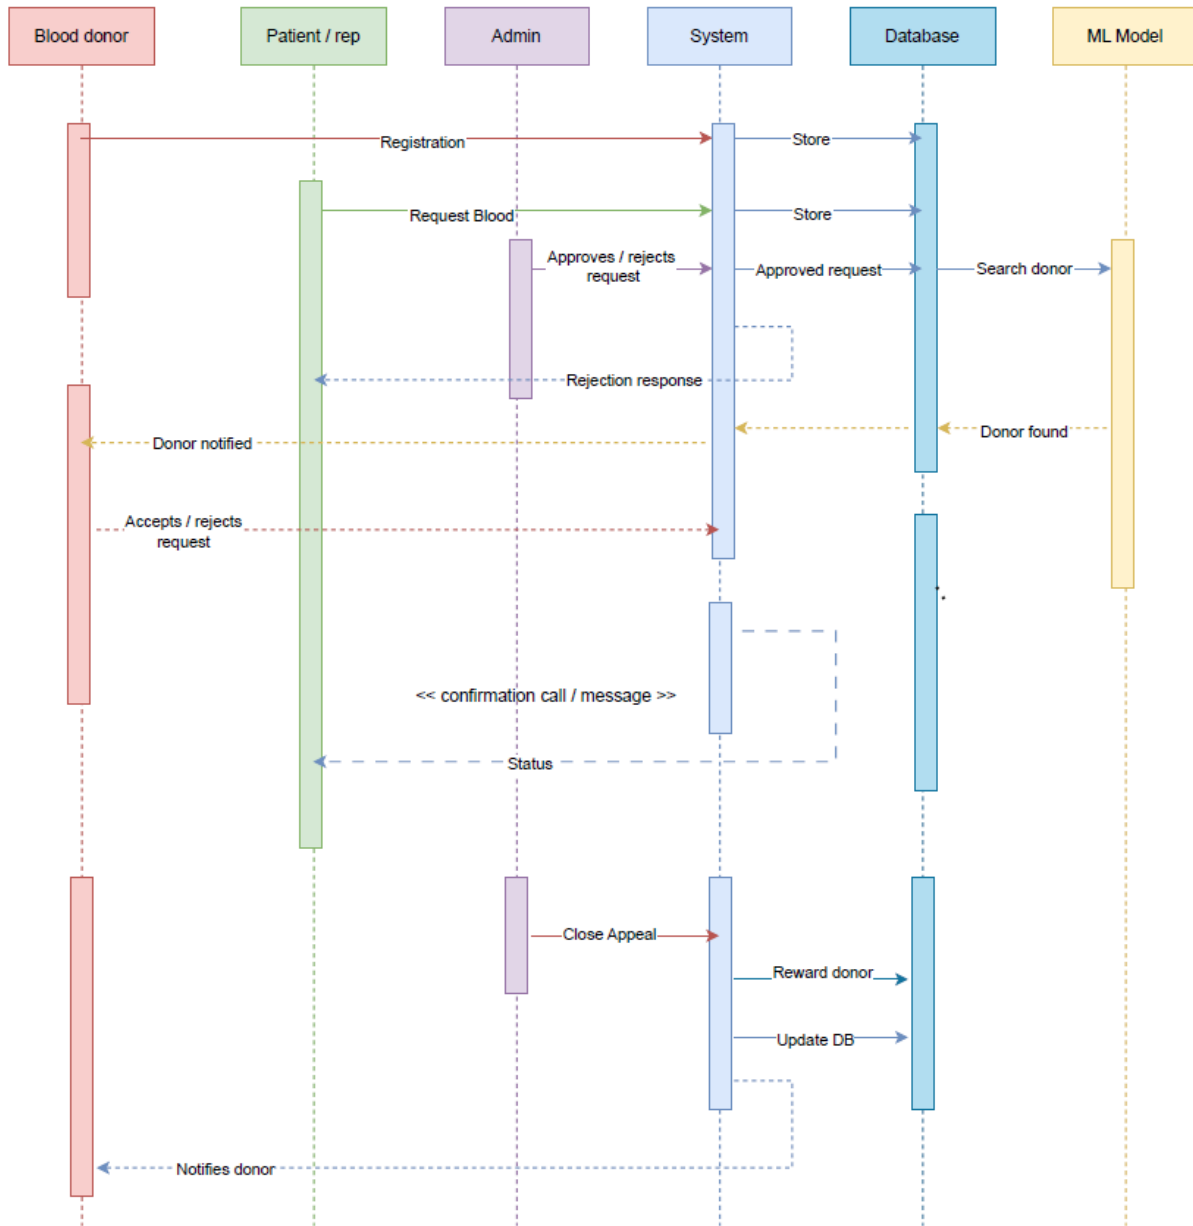 Blood donor
Patient / rep
Admin
System
Database
ML Model
Registration
Store
Request Blood
Store
Approves / rejects
request
Approved request
Search donor
Rejection response
Donor found
Donor notified
Accepts / rejects
request
<< confirmation call / message >>
Status
Close Appeal
Reward donor
Update DB
Notifies donor